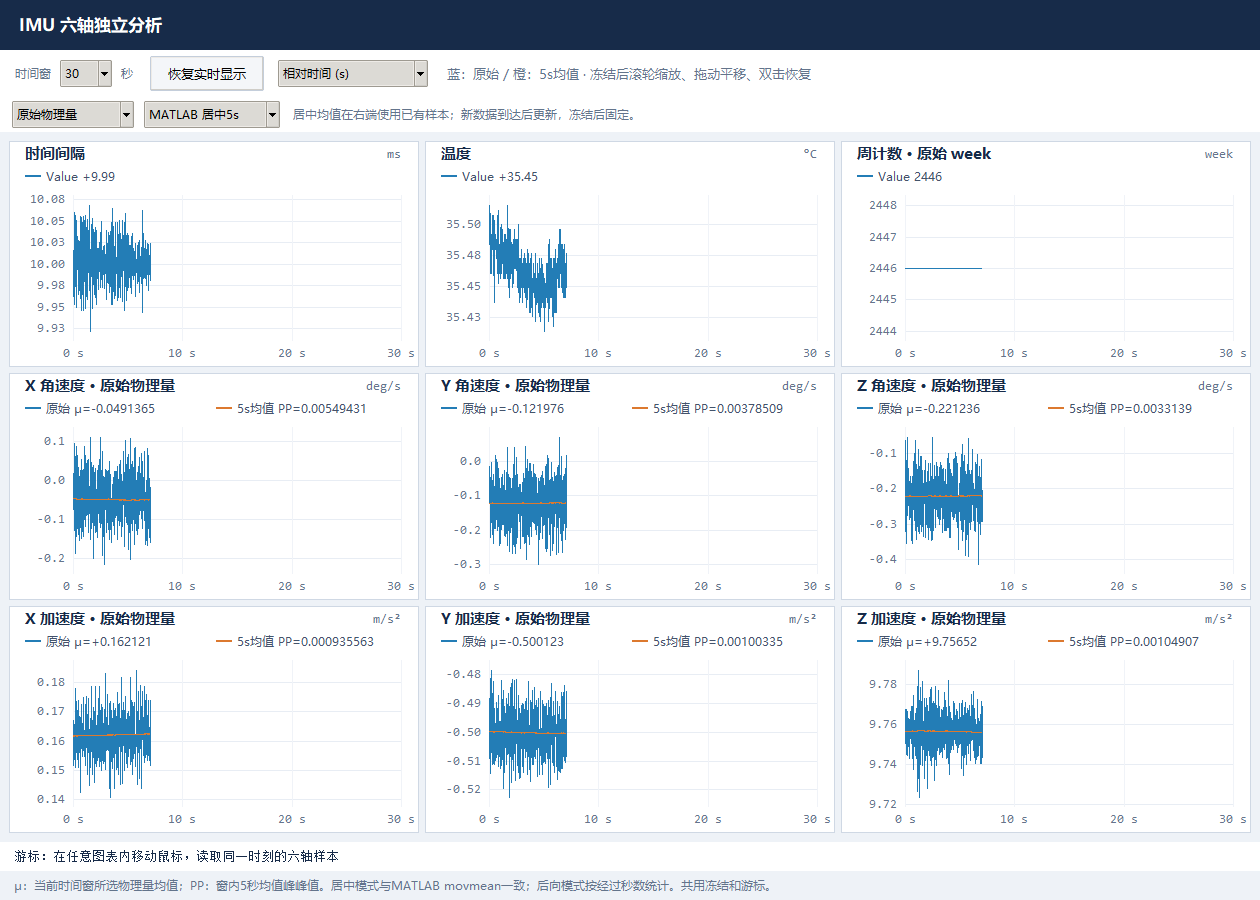 IMU 六轴独立分析
时间窗 30 秒 恢复实时显示 相对时间 (s) 蓝：原始 / 橙：5s均值 · 冻结后滚轮缩放、拖动平移、双击恢复
原始物理量 MATLAB 居中5s 居中均值在右端使用已有样本；新数据到达后更新，冻结后固定。
时间间隔 ms
Value +9.99
10.08
10.05
10.03
10.00
9.98
9.95
9.93
0 s 10 s 20 s 30 s
温度 °C
Value +35.45
35.50
35.48
35.45
35.43
0 s 10 s 20 s 30 s
周计数 • 原始 week week
Value 2446
2448
2447
2446
2445
2444
0 s 10 s 20 s 30 s
X 角速度 • 原始物理量 deg/s
原始 μ=-0.0491365 5s均值 PP=0.00549431
0.1
0.0
-0.1
-0.2
0 s 10 s 20 s 30 s
Y 角速度 • 原始物理量 deg/s
原始 μ=-0.121976 5s均值 PP=0.00378509
0.0
-0.1
-0.2
-0.3
0 s 10 s 20 s 30 s
Z 角速度 • 原始物理量 deg/s
原始 μ=-0.221236 5s均值 PP=0.0033139
-0.1
-0.2
-0.3
-0.4
0 s 10 s 20 s 30 s
X 加速度 • 原始物理量 m/s²
原始 μ=+0.162121 5s均值 PP=0.000935563
0.18
0.17
0.16
0.15
0.14
0 s 10 s 20 s 30 s
Y 加速度 • 原始物理量 m/s²
原始 μ=-0.500123 5s均值 PP=0.00100335
-0.48
-0.49
-0.50
-0.51
-0.52
0 s 10 s 20 s 30 s
Z 加速度 • 原始物理量 m/s²
原始 μ=+9.75652 5s均值 PP=0.00104907
9.78
9.76
9.74
9.72
0 s 10 s 20 s 30 s
游标：在任意图表内移动鼠标，读取同一时刻的六轴样本
μ：当前时间窗所选物理量均值；PP：窗内5秒均值峰峰值。居中模式与MATLAB movmean一致；后向模式按经过秒数统计。共用冻结和游标。